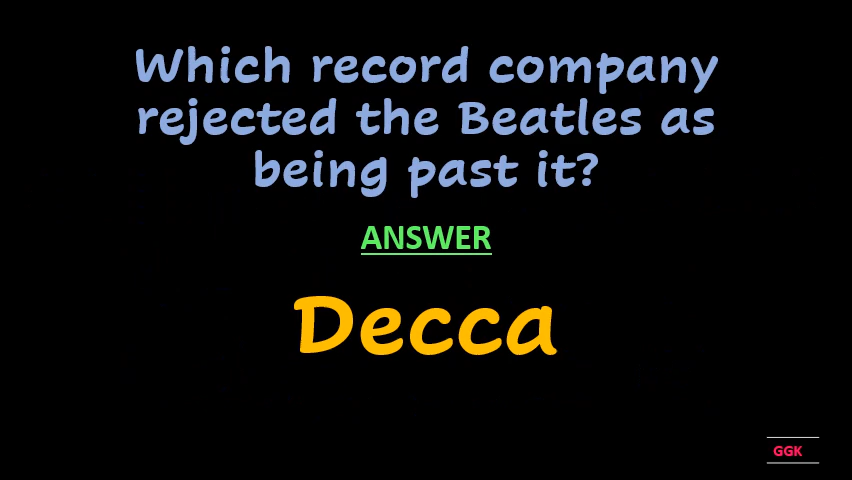 Which record company
rejected the Beatles as
being past it?
ANSWER
Decca
GGK